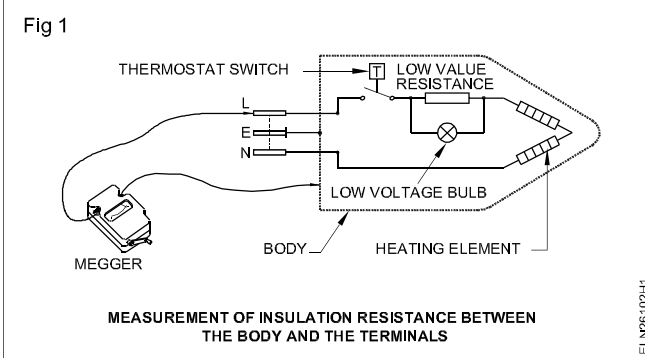 Fig 1
THERMOSTAT SWITCH
T
LOW VALUE
RESISTANCE
L
E
N
LOW VOLTAGE BULB
BODY
HEATING ELEMENT
MEGGER
MEASUREMENT OF INSULATION RESISTANCE BETWEEN
THE BODY AND THE TERMINALS
ELN26102H1